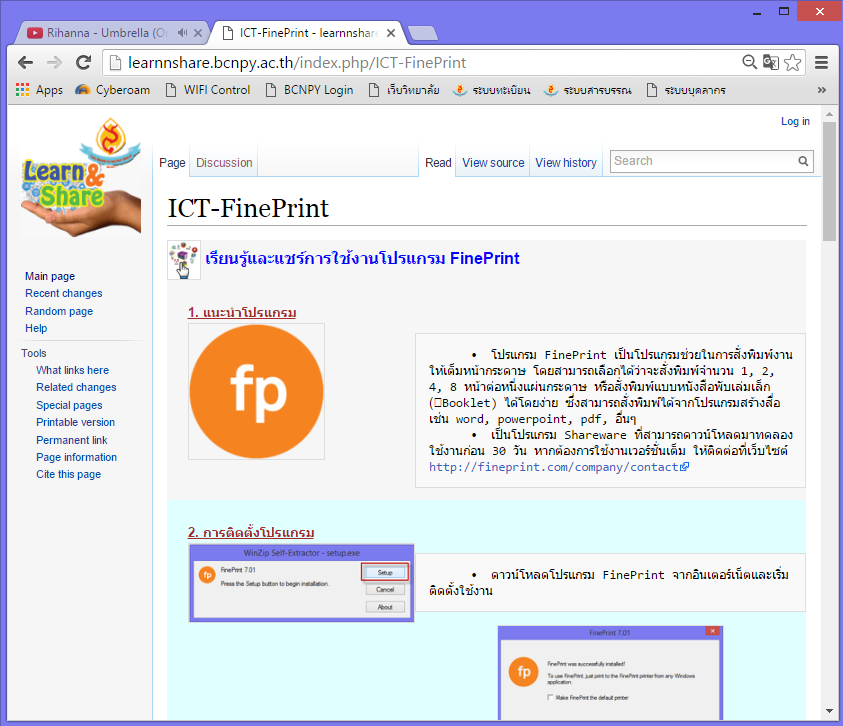 Rihanna - Umbrella (O
ICT-FinePrint - learnnshare
learnnshare.bcnpy.ac.th/index.php/ICT-FinePrint
Apps Cyberoam WIFI Control BCNPY Login เว็บวิทยาลัย ระบบทะเบียน ระบบสารบรรณ ระบบบุคลากร »
Log in
Learn & Share
Page Discussion Read View source View history Search
ICT-FinePrint
เรียนรู้และแชร์การใช้งานโปรแกรม FinePrint
Main page
Recent changes
Random page
Help
Tools
What links here
Related changes
Special pages
Printable version
Permanent link
Page information
Cite this page
1. แนะนำโปรแกรม
fp
• โปรแกรม FinePrint เป็นโปรแกรมช่วยในการสั่งพิมพ์งาน
ให้เต็มหน้ากระดาษ โดยสามารถเลือกได้ว่าจะสั่งพิมพ์จำนวน 1, 2,
4, 8 หน้าต่อหนึ่งแผ่นกระดาษ หรือสั่งพิมพ์แบบหนังสือพับเล่มเล็ก
(Booklet) ได้โดยง่าย ซึ่งสามารถสั่งพิมพ์ได้จากโปรแกรมสร้างสื่อ
เช่น word, powerpoint, pdf, อื่นๆ
• เป็นโปรแกรม Shareware ที่สามารถดาวน์โหลดมาทดลอง
ใช้งานก่อน 30 วัน หากต้องการใช้งานเวอร์ชั่นเต็ม ให้ติดต่อที่เว็บไซต์
http://fineprint.com/company/contact
2. การติดตั้งโปรแกรม
WinZip Self-Extractor - setup.exe
fp
FinePrint 7.01
Press the Setup button to begin installation.
Setup
Cancel
About
• ดาวน์โหลดโปรแกรม FinePrint จากอินเตอร์เน็ตและเริ่ม
ติดตั้งใช้งาน
FinePrint 7.01
fp
FinePrint was successfully installed!
To use FinePrint, just print to the FinePrint printer from any Windows
application.
Make FinePrint the default printer